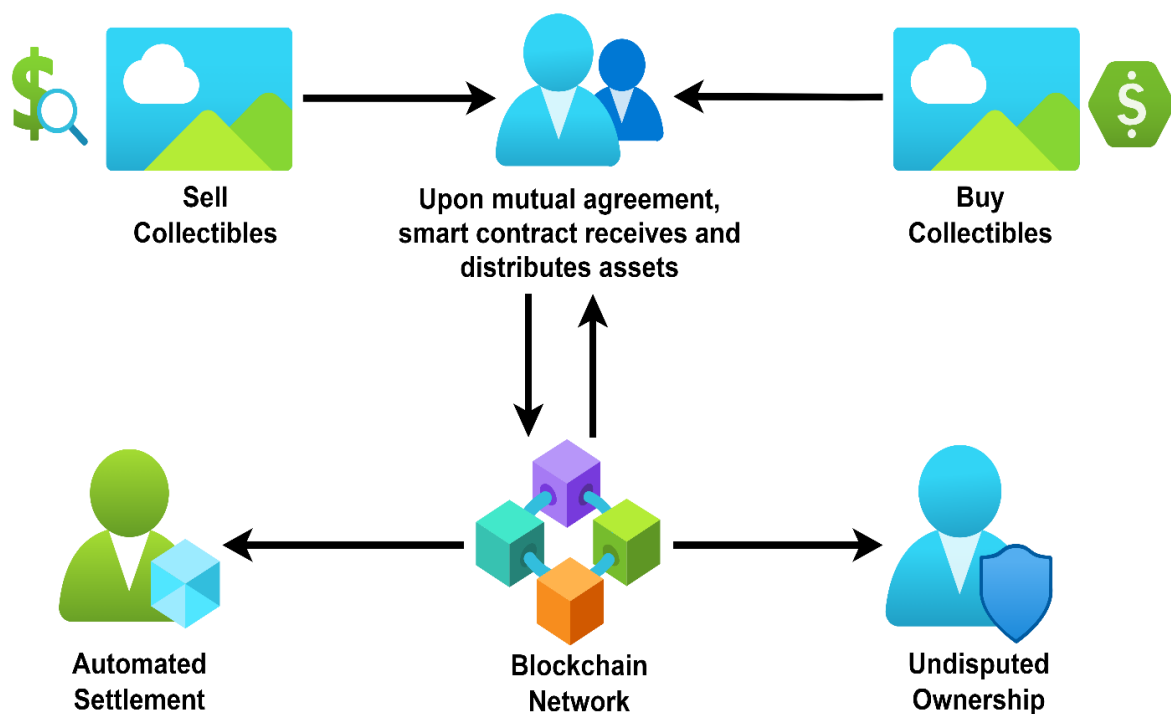 Sell
Collectibles
Upon mutual agreement,
smart contract receives and
distributes assets
Buy
Collectibles
Automated
Settlement
Blockchain
Network
Undisputed
Ownership